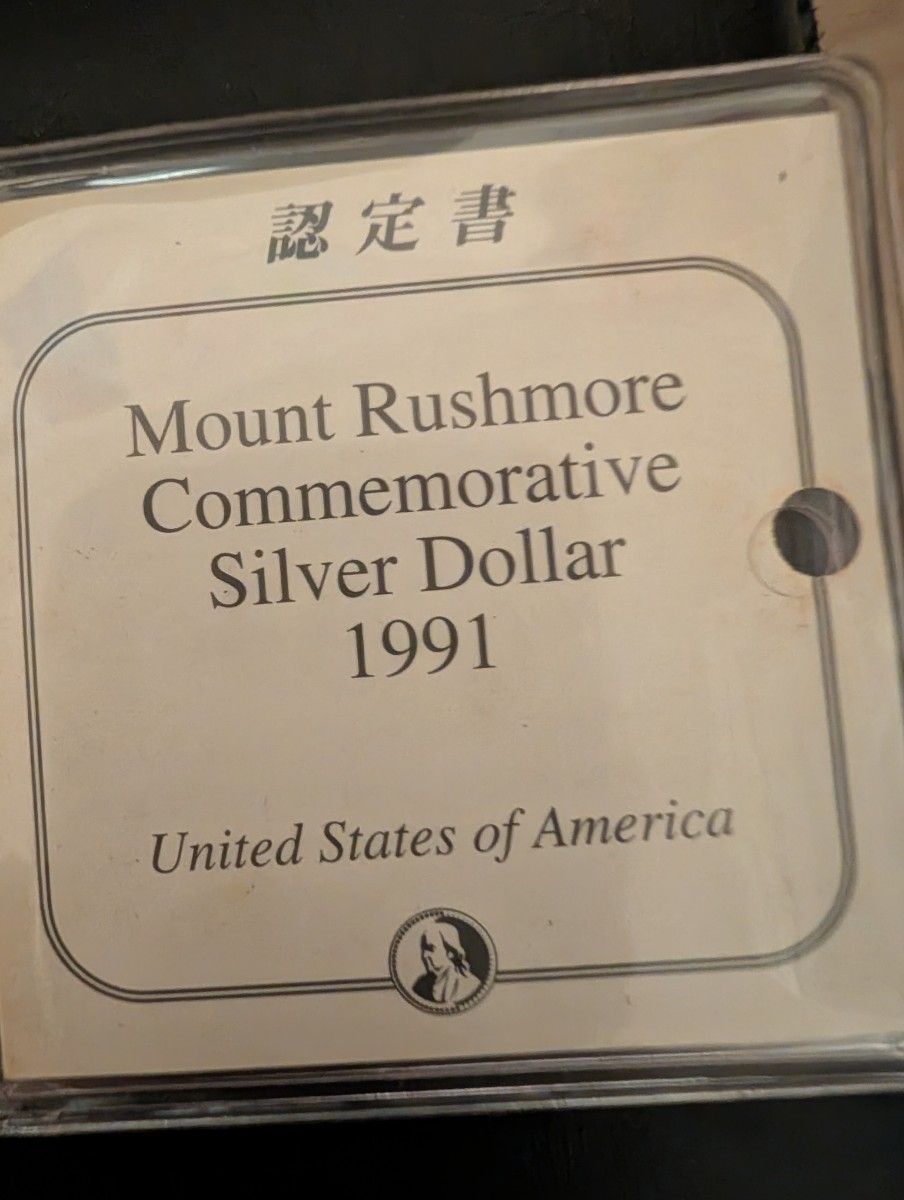 認定書
Mount Rushmore
Commemorative
Silver Dollar
1991
United States of America